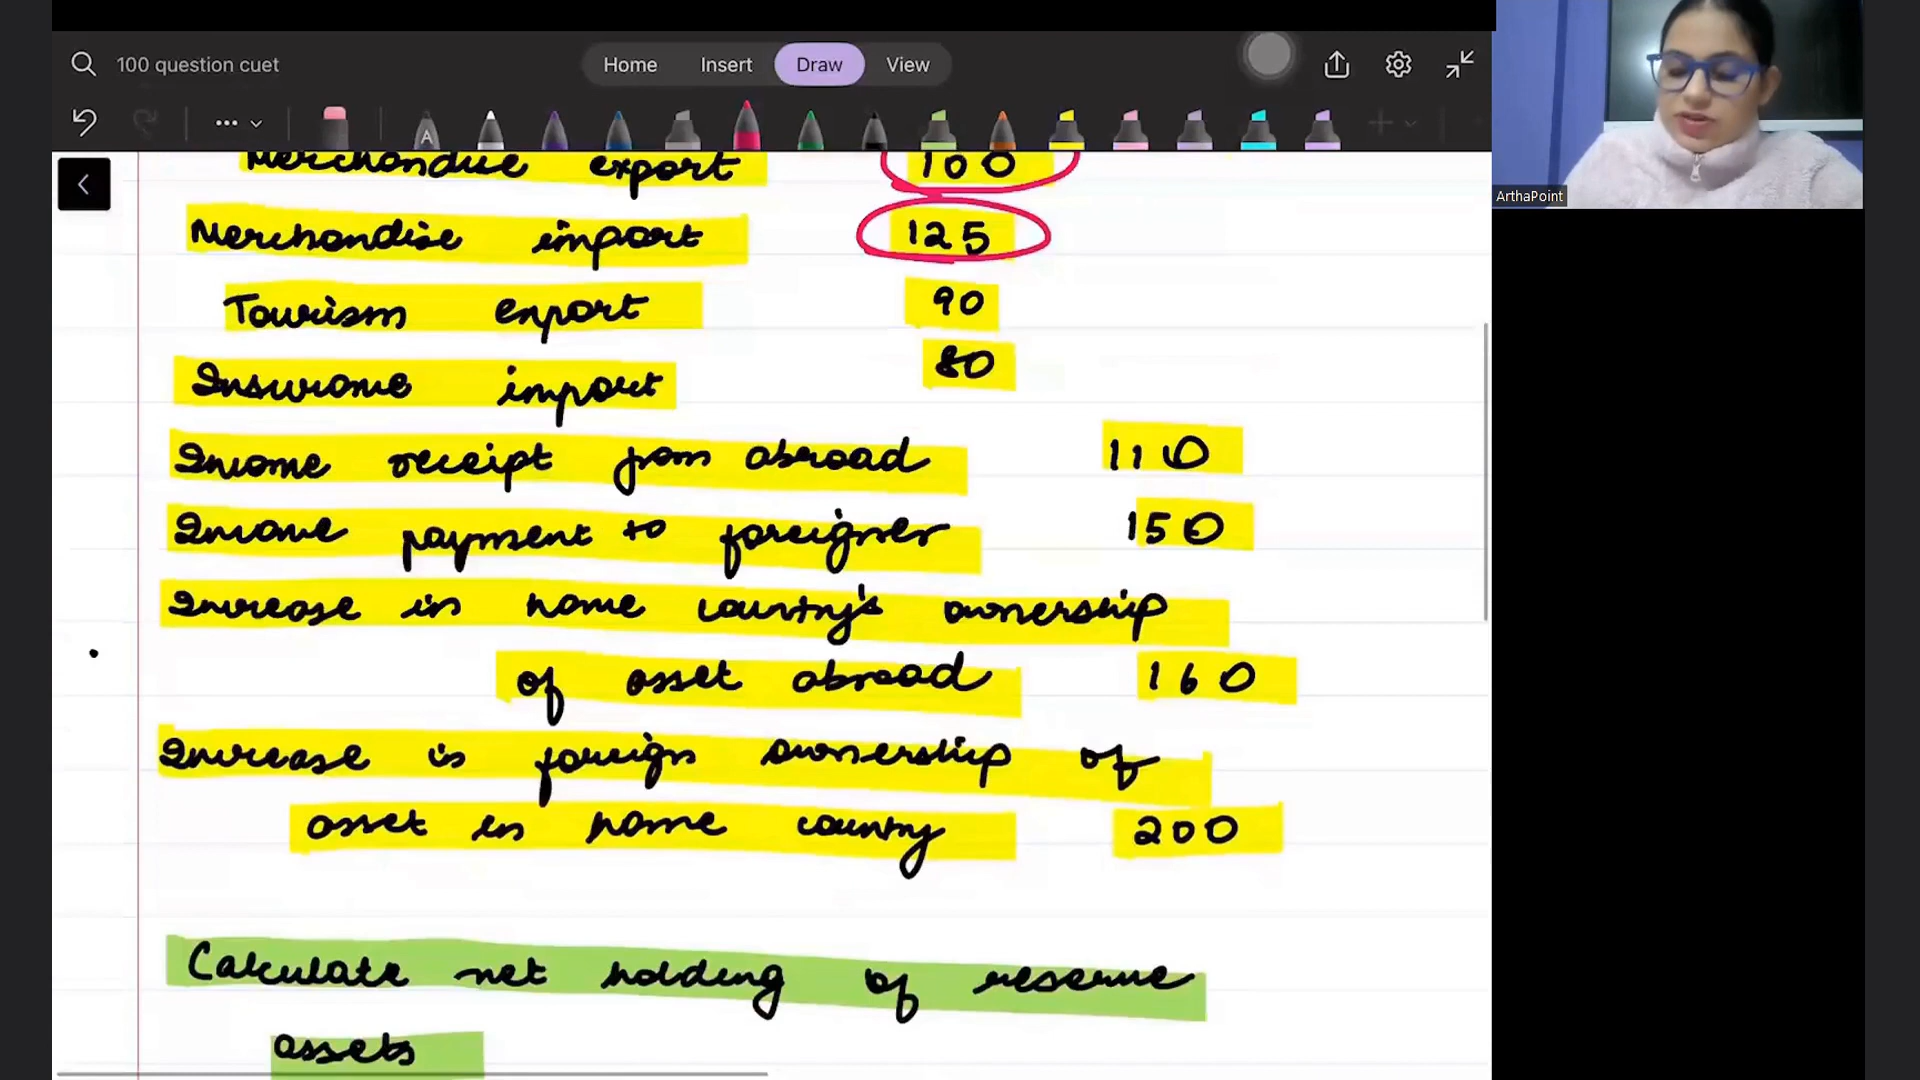 100 question cuet
Home Insert Draw View
A
ArthaPoint
Merchandise export 100
Merchandise import 125
Tourism export 90
Insurance import 80
Income receipt from abroad 110
Income payment to foreigner 150
Increase in home country's ownership
of asset abroad 160
Increase in foreign ownership of
asset in home country 200
Calculate net holding of reserve
assets